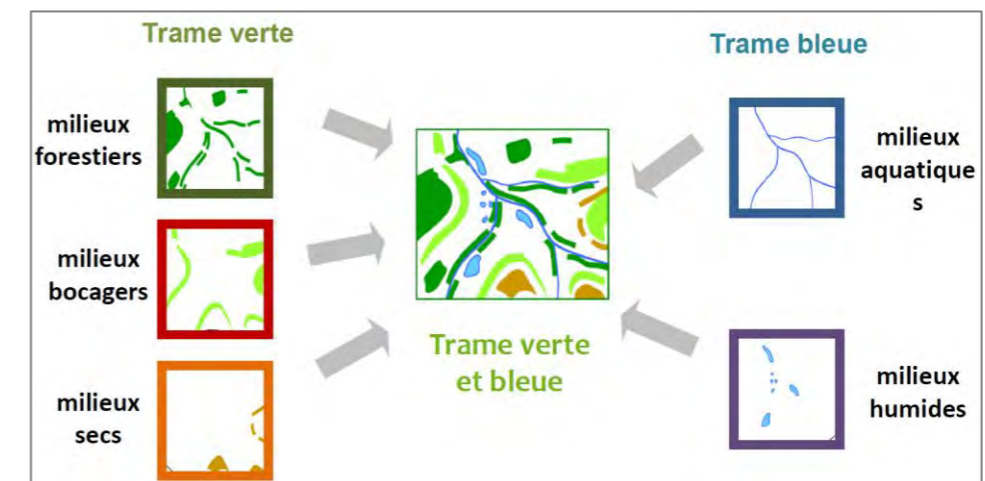 Trame verte
milieux
forestiers
milieux
bocagers
milieux
secs
Trame verte
et bleue
Trame bleue
milieux
aquatique
s
milieux
humides